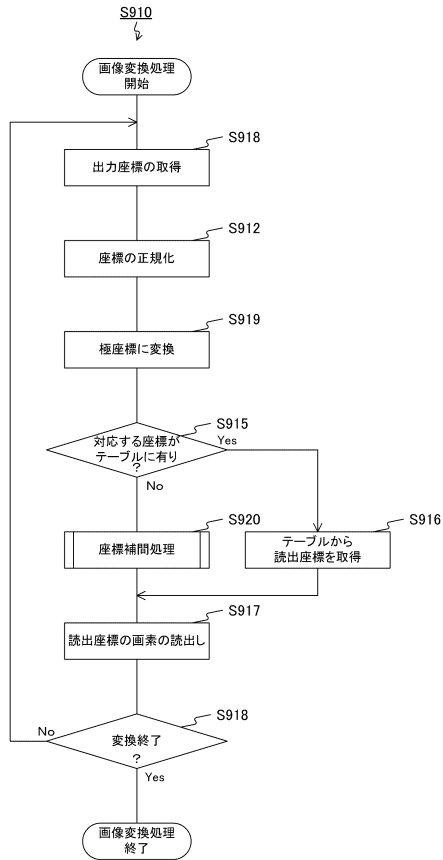 S910
画像変換処理
開始
S918
出力座標の取得
S912
座標の正規化
S919
極座標に変換
S915
対応する座標が
テーブルに有り
?
Yes
No
S920
座標補間処理
S916
テーブルから
読出座標を取得
S917
読出座標の画素の読出し
S918
変換終了
?
No
Yes
画像変換処理
終了